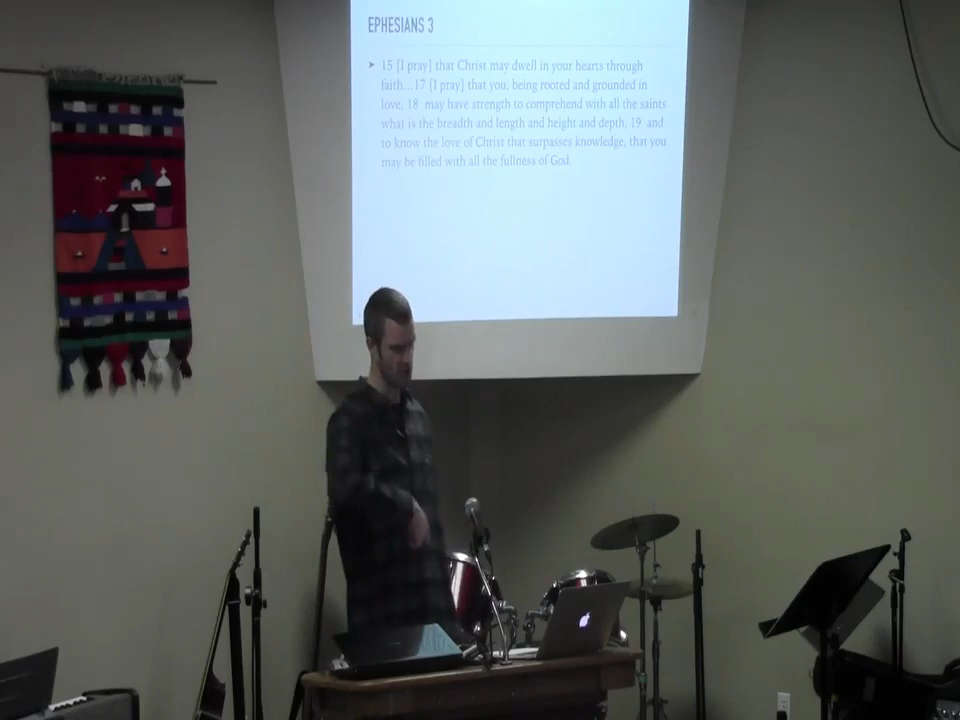 EPHESIANS 3
➤ 15 [I pray] that Christ may dwell in your hearts through
faith...17 [I pray] that you, being rooted and grounded in
love, 18 may have strength to comprehend with all the saints
what is the breadth and length and height and depth, 19 and
to know the love of Christ that surpasses knowledge, that you
may be filled with all the fullness of God.